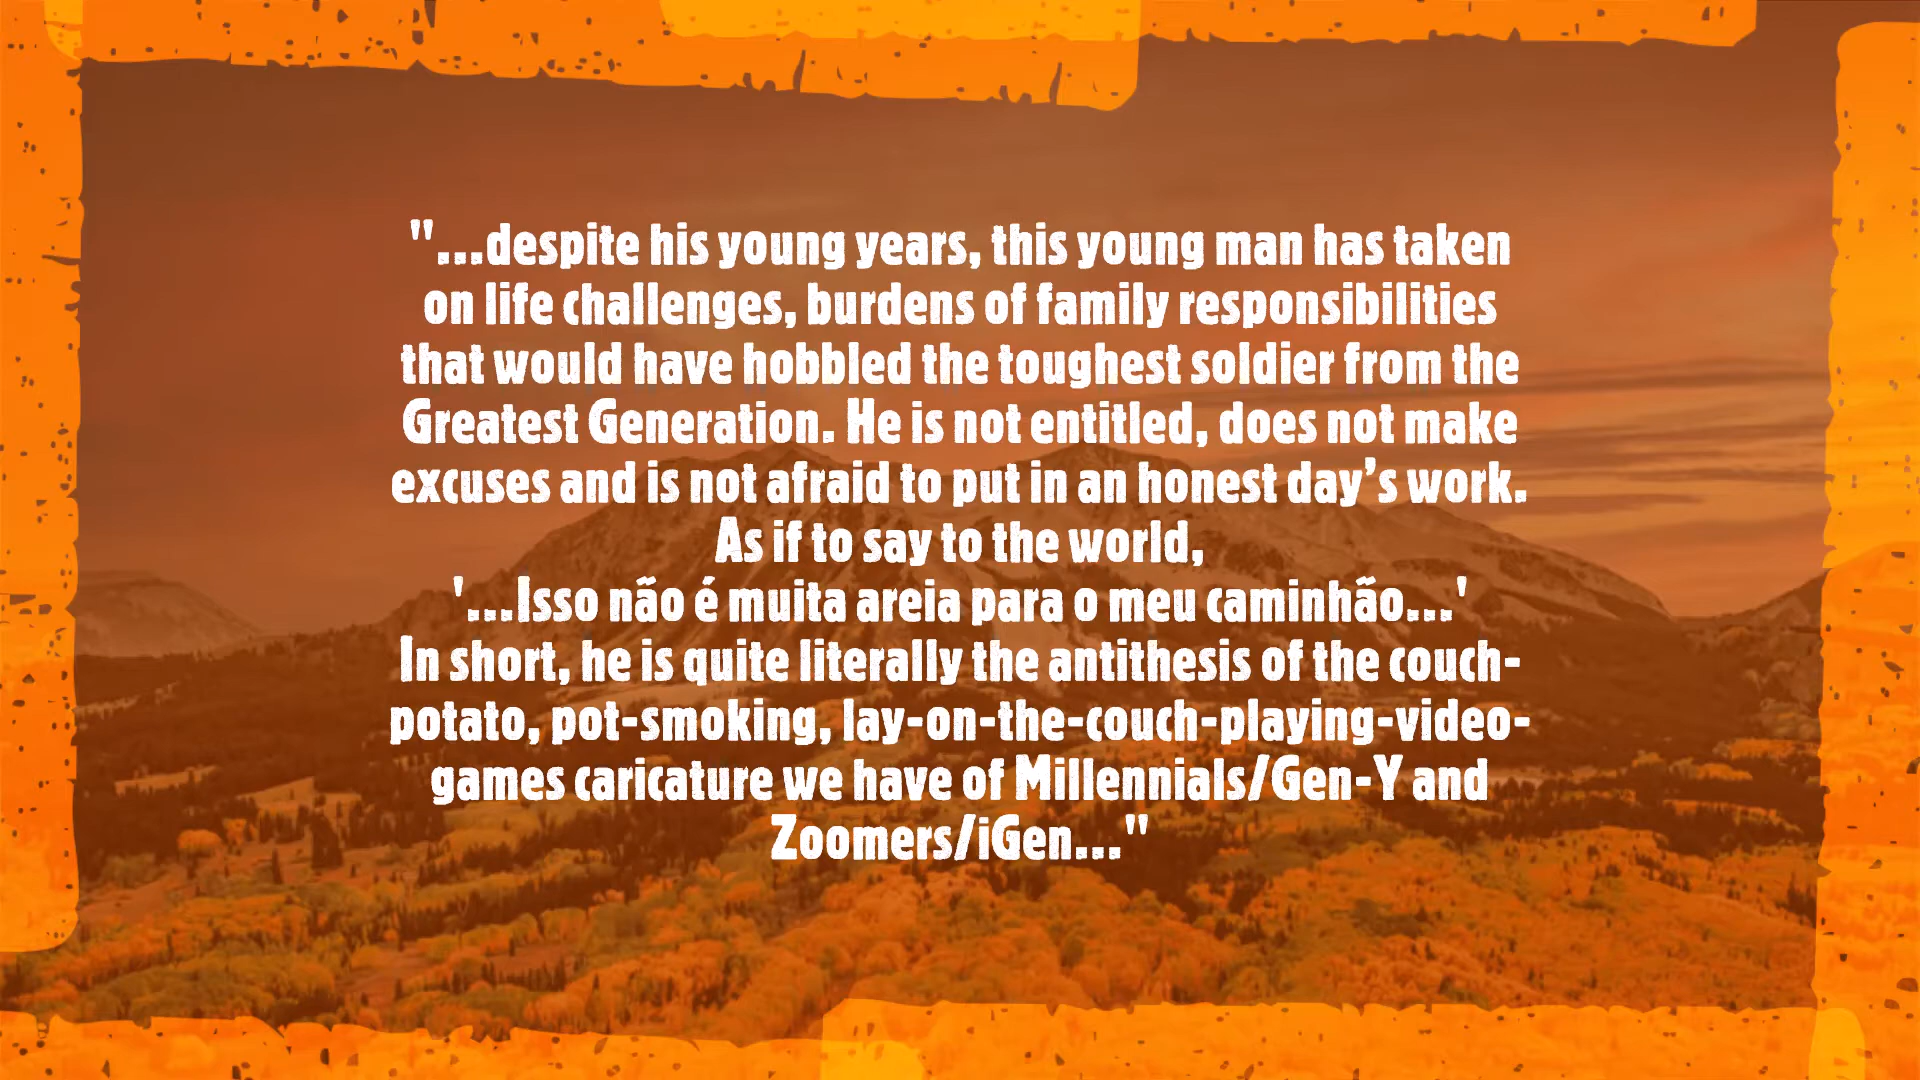 "...despite his young years, this young man has taken
on life challenges, burdens of family responsibilities
that would have hobbled the toughest soldier from the
Greatest Generation. He is not entitled, does not make
excuses and is not afraid to put in an honest day’s work.
As if to say to the world,
'...Isso não é muita areia para o meu caminhão...'
In short, he is quite literally the antithesis of the couch-
potato, pot-smoking, lay-on-the-couch-playing-video-
games caricature we have of Millennials/Gen-Y and
Zoomers/iGen..."